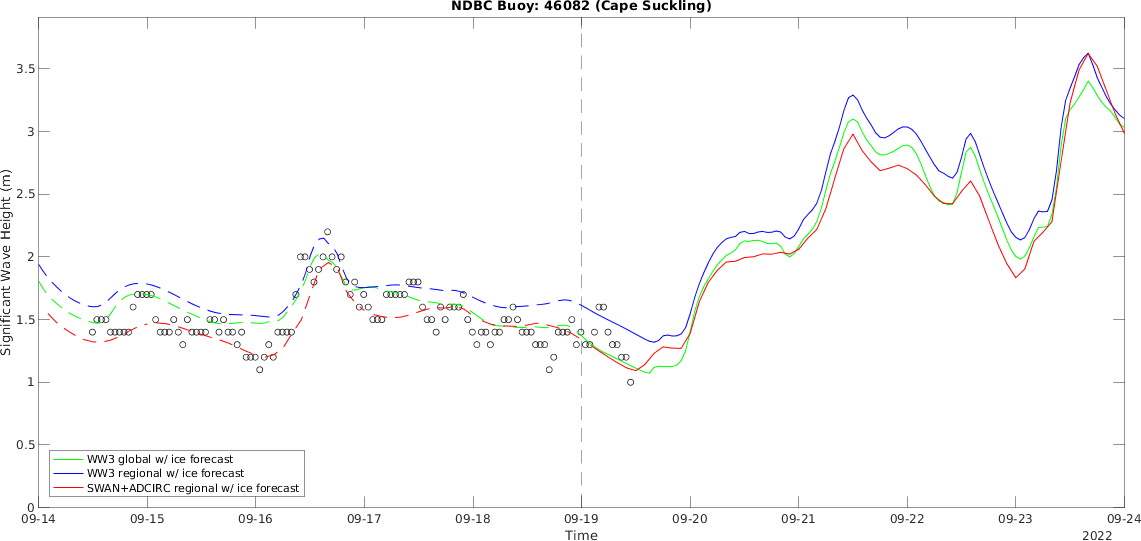 NDBC Buoy: 46082 (Cape Suckling)
Significant Wave Height (m)
3.5
3
2.5
2
1.5
1
0.5
0
WW3 global w/ ice forecast
WW3 regional w/ ice forecast
SWAN+ADCIRC regional w/ ice forecast
09-14 09-15 09-16 09-17 09-18 09-19 09-20 09-21 09-22 09-23 09-24
Time
2022